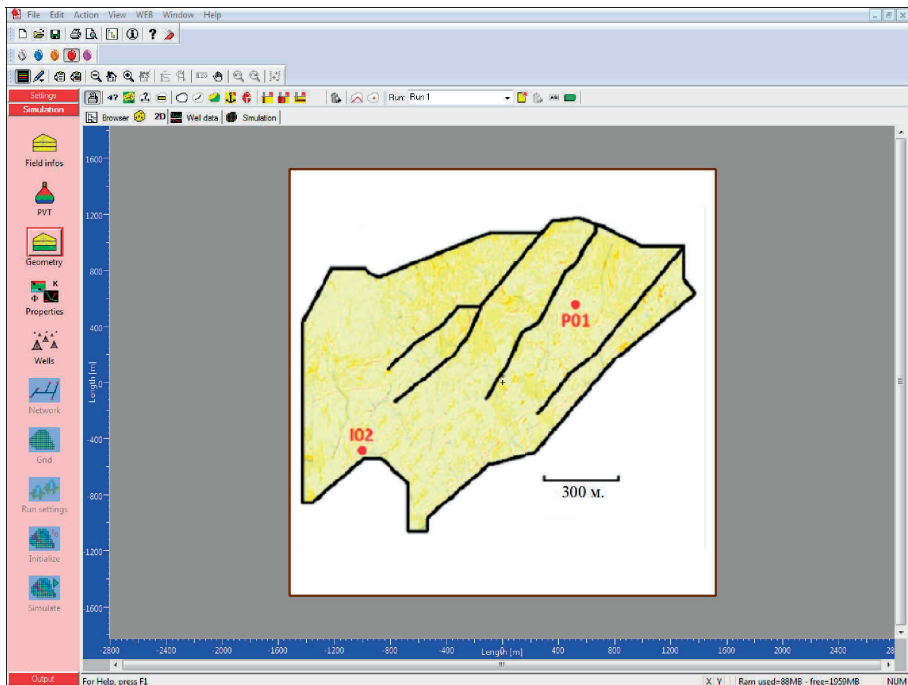 File Edit Action View WEB Window Help
Settings
Simulation
Run: Run 1
Browser 2D Well data Simulation
Field infos
PVT
Geometry
K
Φ
Properties
Wells
Network
Grid
Run settings
Initialize
Simulate
Output
Length [m]
1600
1200
800
400
0
-400
-800
-1200
-1600
P01
I02
300 м.
-2800 -2400 -2000 -1600 -1200 -800 -400 0 400 800 1200 1600 2000 2400 28
Length [m]
For Help, press F1
X Y Ram used=88MB - free=1959MB NUM